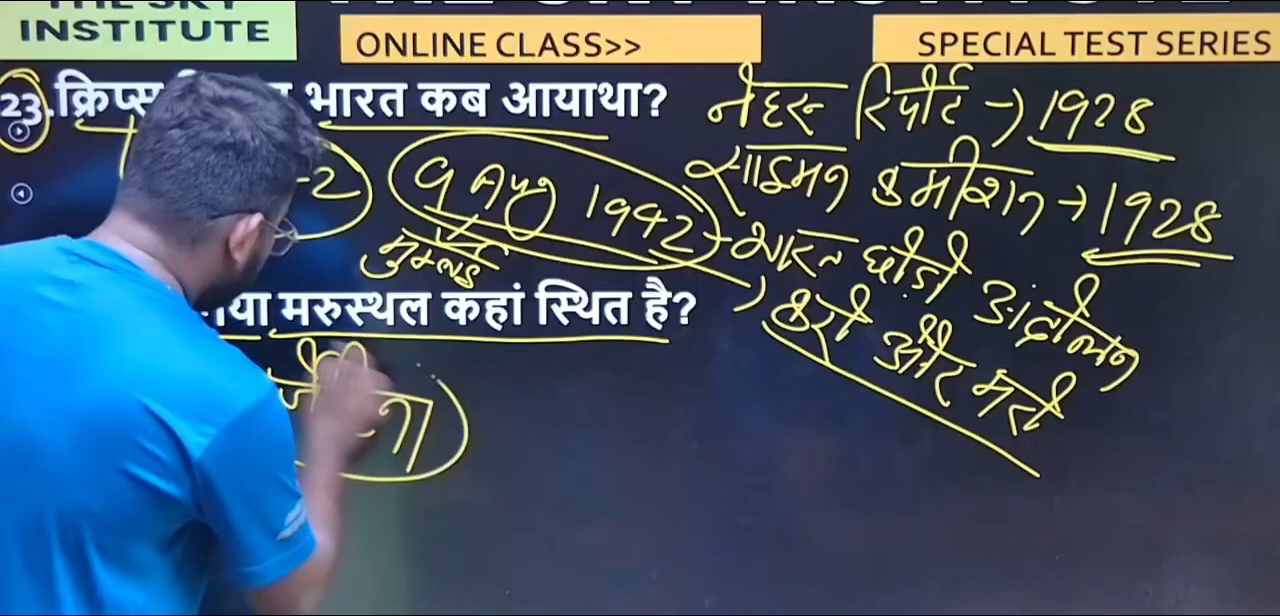 INSTITUTE
ONLINE CLASS>>
SPECIAL TEST SERIES
23. क्रिप्स भारत कब आयाथा?
नेहरू रिपोर्ट → 1928
साइमन कमीशन → 1928
9 Aug 1942 → भारत छोड़ो आंदोलन
मुम्बई
→ करो और मरो
मरुस्थल कहां स्थित है?